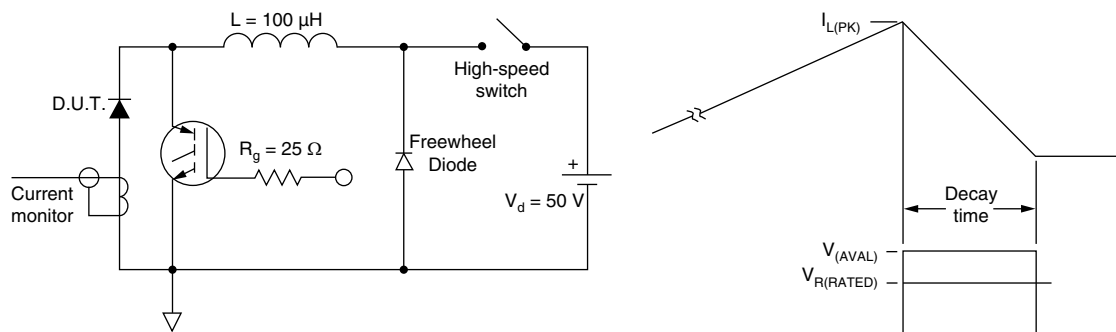 L = 100 µH
D.U.T.
High-speed
switch
R_g = 25 Ω
Freewheel
Diode
+
V_d = 50 V
Current
monitor
I_L(PK)
Decay
time
V_(AVAL)
V_R(RATED)